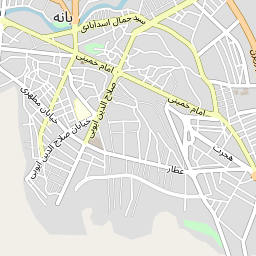 بانه
سید جمال اسدآبادی
امام خمینی
امام خمینی
خیابان مطهری
خیابان صلاح الدین ایوبی
صلاح الدین ایوبی
هجرت
عطار